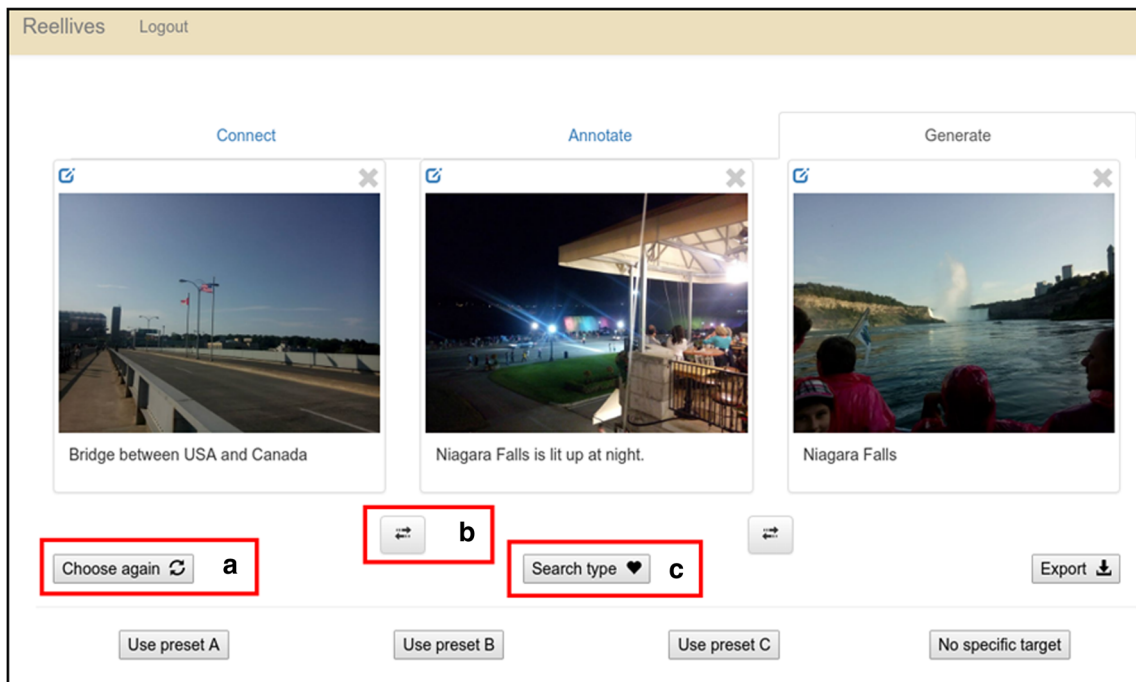 Reellives Logout
Connect Annotate Generate
Bridge between USA and Canada
Niagara Falls is lit up at night.
Niagara Falls
b
Choose again a
Search type c
Export
Use preset A Use preset B Use preset C No specific target